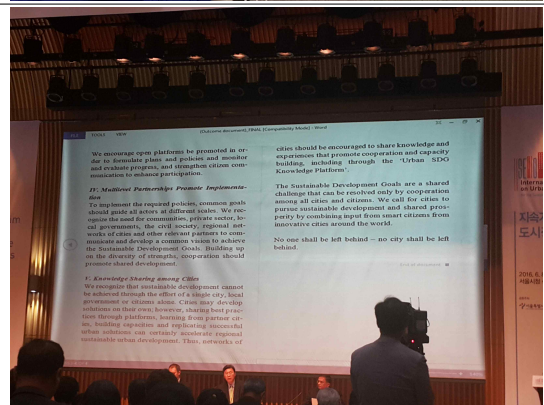 FILE TOOLS VIEW
[Outcome document]_FINAL [Compatibility Mode] - Word
We encourage open platforms be promoted in or-
der to formulate plans and policies and monitor
and evaluate progress, and strengthen citizen com-
munication to enhance participation.
IV. Multilevel Partnerships Promote Implementa-
tion
To implement the required policies, common goals
should guide all actors at different scales. We rec-
ognize the need for communities, private sector, lo-
cal governments, the civil society, regional net-
works of cities and other relevant partners to com-
municate and develop a common vision to achieve
the Sustainable Development Goals. Building up
on the diversity of strengths, cooperation should
promote shared development.
V. Knowledge Sharing among Cities
We recognize that sustainable development cannot
be achieved through the effort of a single city, local
government or citizens alone. Cities may develop
solutions on their own; however, sharing best prac-
tices through platforms, learning from partner cit-
ies, building capacities and replicating successful
urban solutions can certainly accelerate regional
sustainable urban development. Thus, networks of
cities should be encouraged to share knowledge and
experiences that promote cooperation and capacity
building, including through the 'Urban SDG
Knowledge Platform'.
The Sustainable Development Goals are a shared
challenge that can be resolved only by cooperation
among all cities and citizens. We call for cities to
pursue sustainable development and shared pros-
perity by combining input from smart citizens from
innovative cities around the world.
No one shall be left behind – no city shall be left
behind.
End of document
Interna
on Urb
지속가
도시
2016. 6.
서울시청